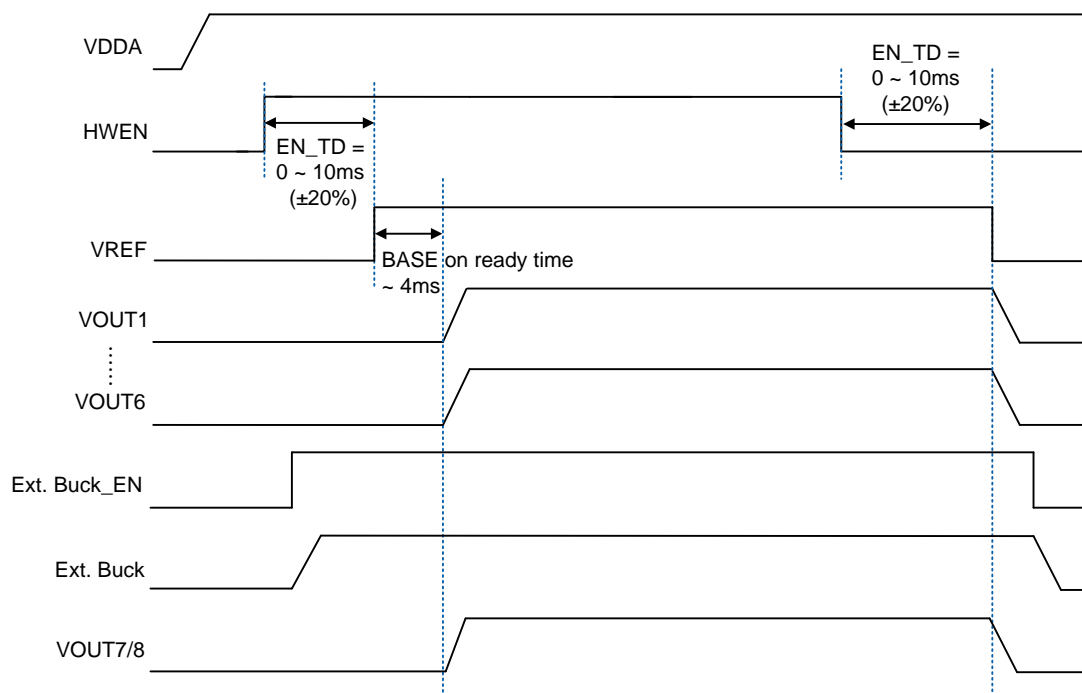 VDDA
EN_TD =
0 ~ 10ms
(±20%)
HWEN
EN_TD =
0 ~ 10ms
(±20%)
VREF
BASE on ready time
~ 4ms
VOUT1
VOUT6
Ext. Buck_EN
Ext. Buck
VOUT7/8